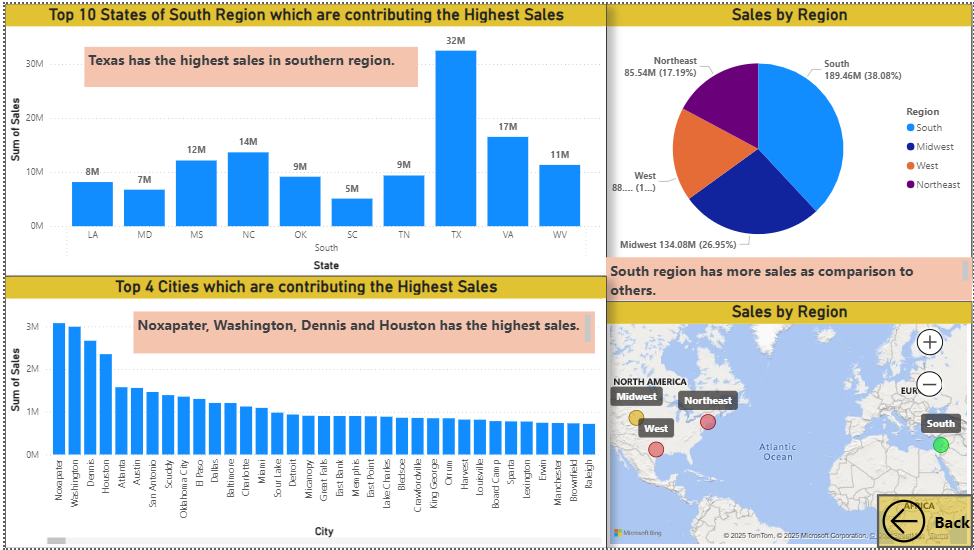 Top 10 States of South Region which are contributing the Highest Sales
Texas has the highest sales in southern region.
Sum of Sales
30M
20M
10M
0M
8M
7M
12M
14M
9M
5M
9M
32M
17M
11M
LA
MD
MS
NC
OK
SC
TN
TX
VA
WV
South
State
Sales by Region
Northeast
85.54M (17.19%)
South
189.46M (38.08%)
West
88.... (1...)
Midwest 134.08M (26.95%)
Region
South
Midwest
West
Northeast
South region has more sales as comparison to
others.
Top 4 Cities which are contributing the Highest Sales
Noxapater, Washington, Dennis and Houston has the highest sales.
Sum of Sales
3M
2M
1M
0M
Noxapater
Washington
Dennis
Houston
Atlanta
Austin
San Antonio
Scuddy
Oklahoma City
El Paso
Dallas
Baltimore
Charlotte
Miami
Sour Lake
Detroit
Micanopy
Great Falls
East Bank
Memphis
East Point
Lake Charles
Bledsoe
Crawfordville
King George
Orrum
Harvest
Louisville
Board Camp
Sparta
Lexington
Erwin
Manchester
Brownfield
Raleigh
City
Sales by Region
NORTH AMERICA
Midwest
Northeast
West
EUR
South
Atlantic
Ocean
AFRICA
Back
Microsoft Bing
© 2025 TomTom, © 2025 Microsoft Corporation,